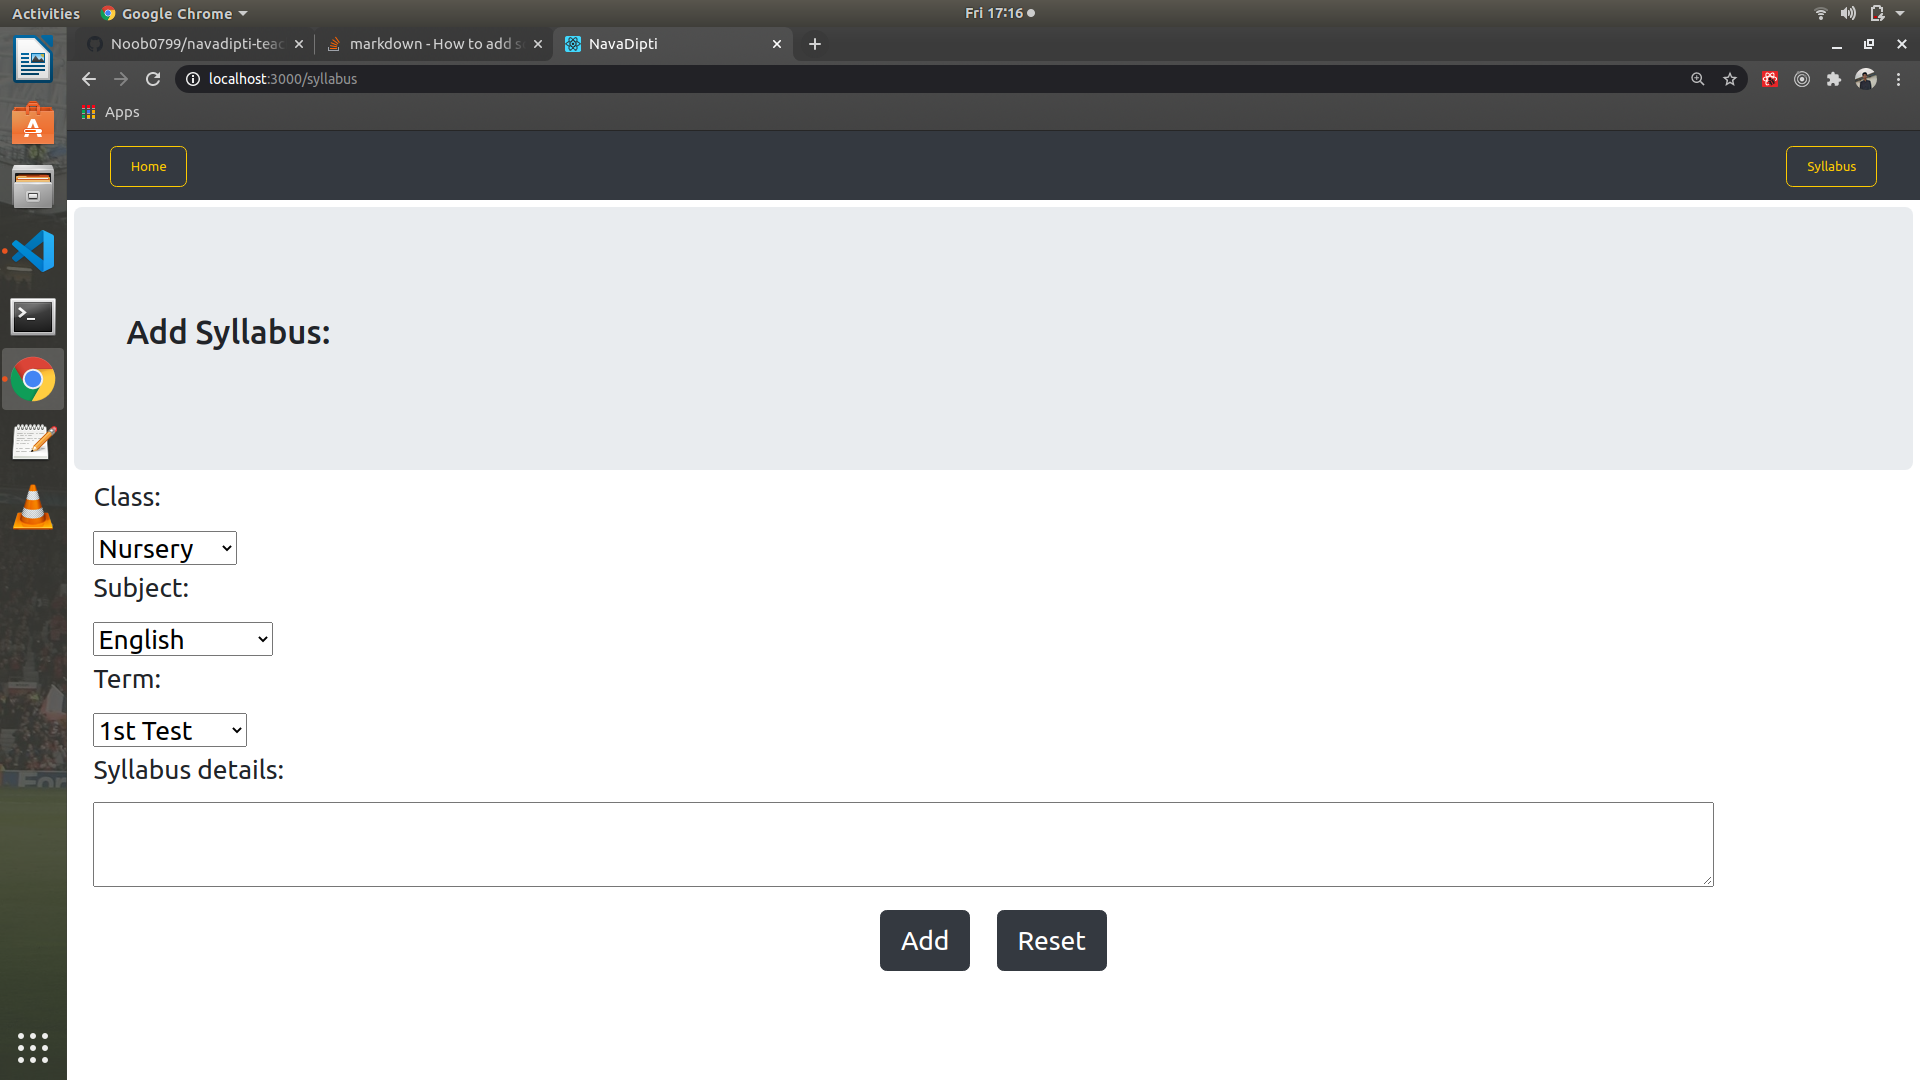 Activities Google Chrome Fri 17:16
Noob0799/navadipti-teac markdown - How to add s NavaDipti
localhost:3000/syllabus
Apps
Home Syllabus
Add Syllabus:
Class:
Nursery
Subject:
English
Term:
1st Test
Syllabus details:
Add Reset